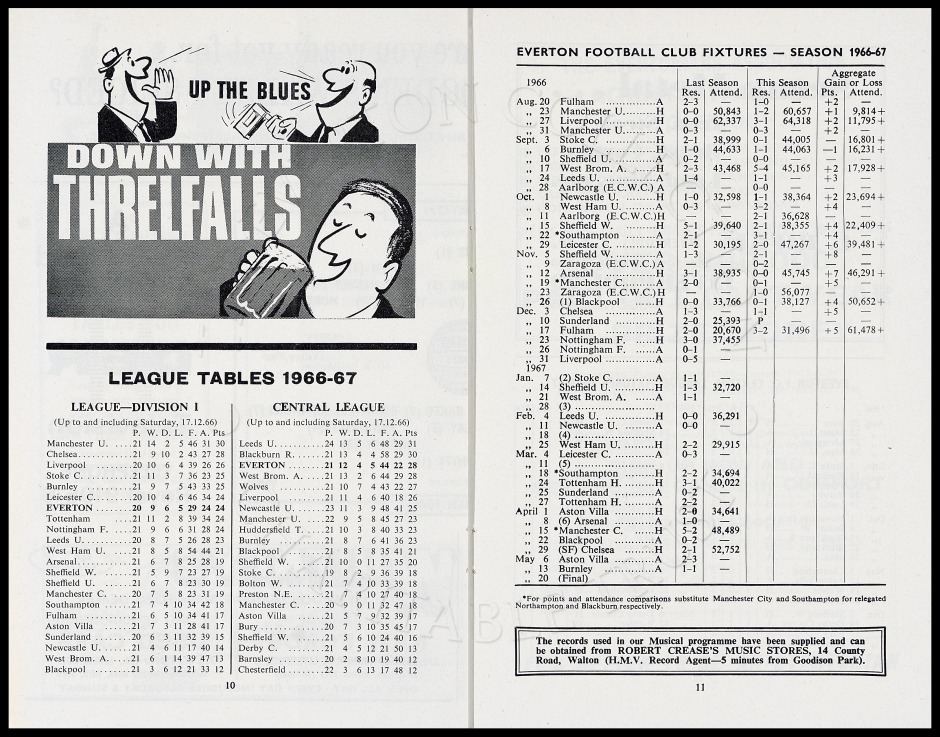 UP THE BLUES
DOWN WITH
THRELFALLS
LEAGUE TABLES 1966-67
LEAGUE—DIVISION I
(Up to and including Saturday, 17.12.66)
P. W. D. L. F. A. Pts
Manchester U. ....21 14 2 5 46 31 30
Chelsea...........21 9 10 2 43 27 28
Liverpool ........20 10 6 4 39 26 26
Stoke C...........21 11 3 7 36 23 25
Burnley ..........21 9 7 5 43 33 25
Leicester C.......20 10 4 6 46 34 24
EVERTON ..........20 9 6 5 29 24 24
Tottenham ........21 11 2 8 39 34 24
Nottingham F. ....21 9 6 6 31 28 24
Leeds U. .........20 8 7 5 26 28 23
West Ham U. ......21 8 5 8 54 44 21
Arsenal...........21 6 7 8 25 28 19
Sheffield W. .....21 5 9 7 23 27 19
Sheffield U. .....21 6 7 8 23 30 19
Manchester C. ....20 7 5 8 23 31 19
Southampton ......21 7 4 10 34 42 18
Fulham ...........21 6 5 10 34 41 17
Aston Villa ......21 7 3 11 28 41 17
Sunderland .......20 6 3 11 32 39 15
Newcastle U. .....21 4 6 11 17 40 14
West Brom. A. ....21 6 1 14 39 47 13
Blackpool ........21 3 6 12 21 33 12
CENTRAL LEAGUE
(Up to and including Saturday, 17.12.66)
P. W. D. L. F. A. Pts
Leeds U. .........24 13 5 6 48 29 31
Blackburn R. .....21 13 4 4 58 29 30
EVERTON ..........21 12 4 5 44 22 28
West Brom. A. ....21 13 2 6 44 29 28
Wolves ...........21 10 7 4 43 22 27
Liverpool ........21 11 4 6 40 18 26
Newcastle U. .....23 11 3 9 48 41 25
Manchester U. ....22 9 5 8 45 27 23
Huddersfield T. ..21 10 3 8 40 33 23
Burnley ..........21 8 7 6 41 36 23
Blackpool ........21 8 5 8 35 41 21
Sheffield W. .....21 10 0 11 27 35 20
Stoke C. .........19 8 2 9 36 39 18
Bolton W. ........21 7 4 10 33 39 18
Preston N.E. .....21 7 4 10 27 40 18
Manchester C. ....20 9 0 11 32 47 18
Aston Villa ......21 5 7 9 32 39 17
Bury .............20 7 3 10 35 45 17
Sheffield W. .....21 5 6 10 24 40 16
Derby C. .........21 4 5 12 21 50 13
Barnsley .........20 2 8 10 19 40 12
Chesterfield .....22 3 6 13 17 48 12
10
EVERTON FOOTBALL CLUB FIXTURES — SEASON 1966-67
Aggregate
1966 Last Season This Season Gain or Loss
Res. Attend. Res. Attend. Pts. Attend.
Aug. 20 Fulham ..............A 2–3 — 1–0 — +2 —
„ 23 Manchester U.........H 0–0 50,843 1–2 60,657 +1 9,814+
„ 27 Liverpool ............H 0–0 62,337 3–1 64,318 +2 11,795+
„ 31 Manchester U.........A 0–3 — 0–3 — +2 —
Sept. 3 Stoke C. .............H 2–1 38,999 0–1 44,005 — 16,801+
„ 6 Burnley ..............H 1–0 44,633 1–1 44,063 —1 16,231+
„ 10 Sheffield U. .........A 0–2 — 0–0 — — —
„ 17 West Brom. A. .......H 2–3 43,468 5–4 45,165 +2 17,928+
„ 24 Leeds U. .............A 1–4 — 1–1 — +3 —
„ 28 Aarlborg (E.C.W.C.) A — — 0–0 —
Oct. 1 Newcastle U. .........H 1–0 32,598 1–1 38,364 +2 23,694+
„ 8 West Ham U. ..........A 0–3 — 3–2 — +4 —
„ 11 Aarlborg (E.C.W.C.)H — — 2–1 36,628
„ 15 Sheffield W. .........H 5–1 39,640 2–1 38,355 +4 22,409+
„ 22 *Southampton .........A 2–1 — 3–1 — +4 —
„ 29 Leicester C. .........H 1–2 30,195 2–0 47,267 +6 39,481+
Nov. 5 Sheffield W. .........A 1–3 — 2–1 — +8 —
„ 9 Zaragoza (E.C.W.C.) A — — 0–2 —
„ 12 Arsenal ..............H 3–1 38,935 0–0 45,745 +7 46,291+
„ 19 *Manchester C.........A 2–0 — 0–1 — +5 —
„ 23 Zaragoza (E.C.W.C.) H — — 1–0 56,077
„ 26 (1) Blackpool ........H 0–0 33,766 0–1 38,127 +4 50,652+
Dec. 3 Chelsea ..............A 1–3 — 1–1 — +5 —
„ 10 Sunderland ...........H 2–0 25,393 P — — —
„ 17 Fulham ...............H 2–0 20,670 3–2 31,496 +5 61,478+
„ 23 Nottingham F. ........H 3–0 37,455
„ 26 Nottingham F. ........A 0–1 —
„ 31 Liverpool ............A 0–5 —
1967
Jan. 7 (2) Stoke C. .........A 1–1 —
„ 14 Sheffield U. .........H 1–3 32,720
„ 21 West Brom. A. ........A 1–1 —
„ 28 (3) ..................
Feb. 4 Leeds U. .............H 0–0 36,291
„ 11 Newcastle U. .........A 0–0 —
„ 18 (4) ..................
„ 25 West Ham U. ..........H 2–2 29,915
Mar. 4 Leicester C. .........A 0–3 —
„ 11 (5) ..................
„ 18 *Southampton .........H 2–2 34,694
„ 24 Tottenham H. .........H 3–1 40,022
„ 25 Sunderland ...........A 0–2 —
„ 27 Tottenham H. .........A 2–2 —
April 1 Aston Villa ..........H 2–0 34,641
„ 8 (6) Arsenal ..........A 1–0 —
„ 15 *Manchester C. .......H 5–2 48,489
„ 22 Blackpool ............A 0–2 —
„ 29 (SF) Chelsea .........H 2–1 52,752
May 6 Aston Villa ..........A 2–3 —
„ 13 Burnley ..............A 1–1 —
„ 20 (Final)
*For points and attendance comparisons substitute Manchester City and Southampton for relegated
Northampton and Blackburn respectively.
The records used in our Musical programme have been supplied and can
be obtained from ROBERT CREASE'S MUSIC STORES, 14 County
Road, Walton (H.M.V. Record Agent—5 minutes from Goodison Park).
11